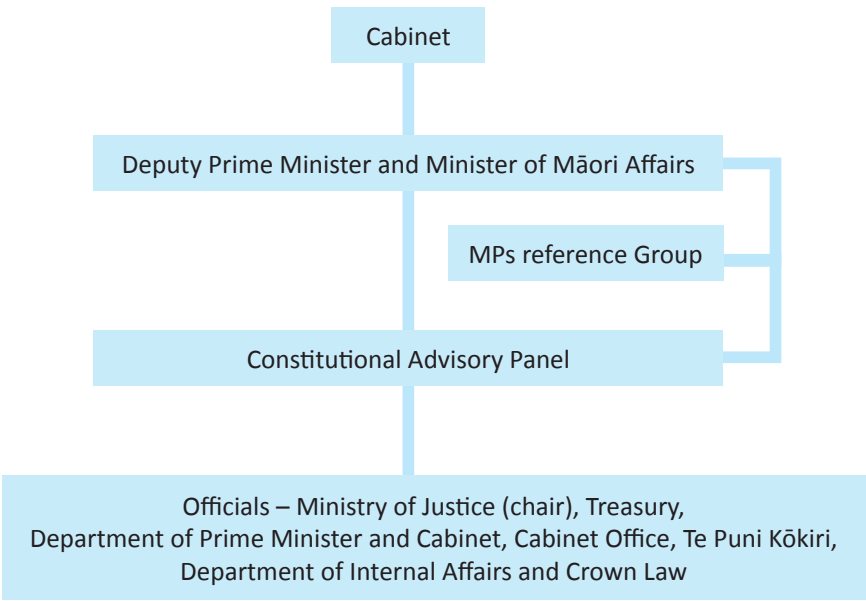 Cabinet
Deputy Prime Minister and Minister of Māori Affairs
MPs reference Group
Constitutional Advisory Panel
Officials – Ministry of Justice (chair), Treasury,
Department of Prime Minister and Cabinet, Cabinet Office, Te Puni Kōkiri,
Department of Internal Affairs and Crown Law